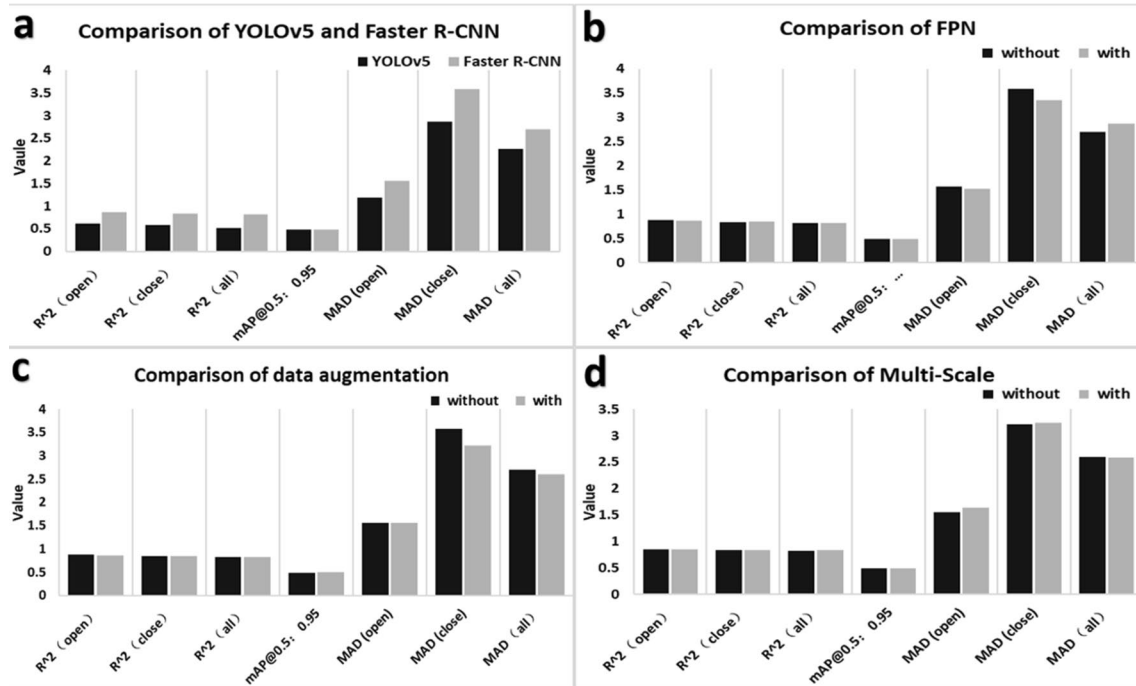 a
Comparison of YOLOv5 and Faster R-CNN
YOLOv5 Faster R-CNN
4
3.5
3
2.5
2
1.5
1
0.5
0
Vaule
R^2（open）
R^2（close）
R^2（all）
mAP@0.5：0.95
MAD (open)
MAD (close)
MAD（all）
b
Comparison of FPN
without with
4
3.5
3
2.5
2
1.5
1
0.5
0
value
R^2（open）
R^2（close）
R^2（all）
mAP@0.5：…
MAD (open)
MAD (close)
MAD（all）
c
Comparison of data augmentation
without with
4
3.5
3
2.5
2
1.5
1
0.5
0
Value
R^2（open）
R^2（close）
R^2（all）
mAP@0.5：0.95
MAD (open)
MAD (close)
MAD（all）
d
Comparison of Multi-Scale
without with
3.5
3
2.5
2
1.5
1
0.5
0
Value
R^2（open）
R^2（close）
R^2（all）
mAP@0.5：0.95
MAD (open)
MAD (close)
MAD（all）